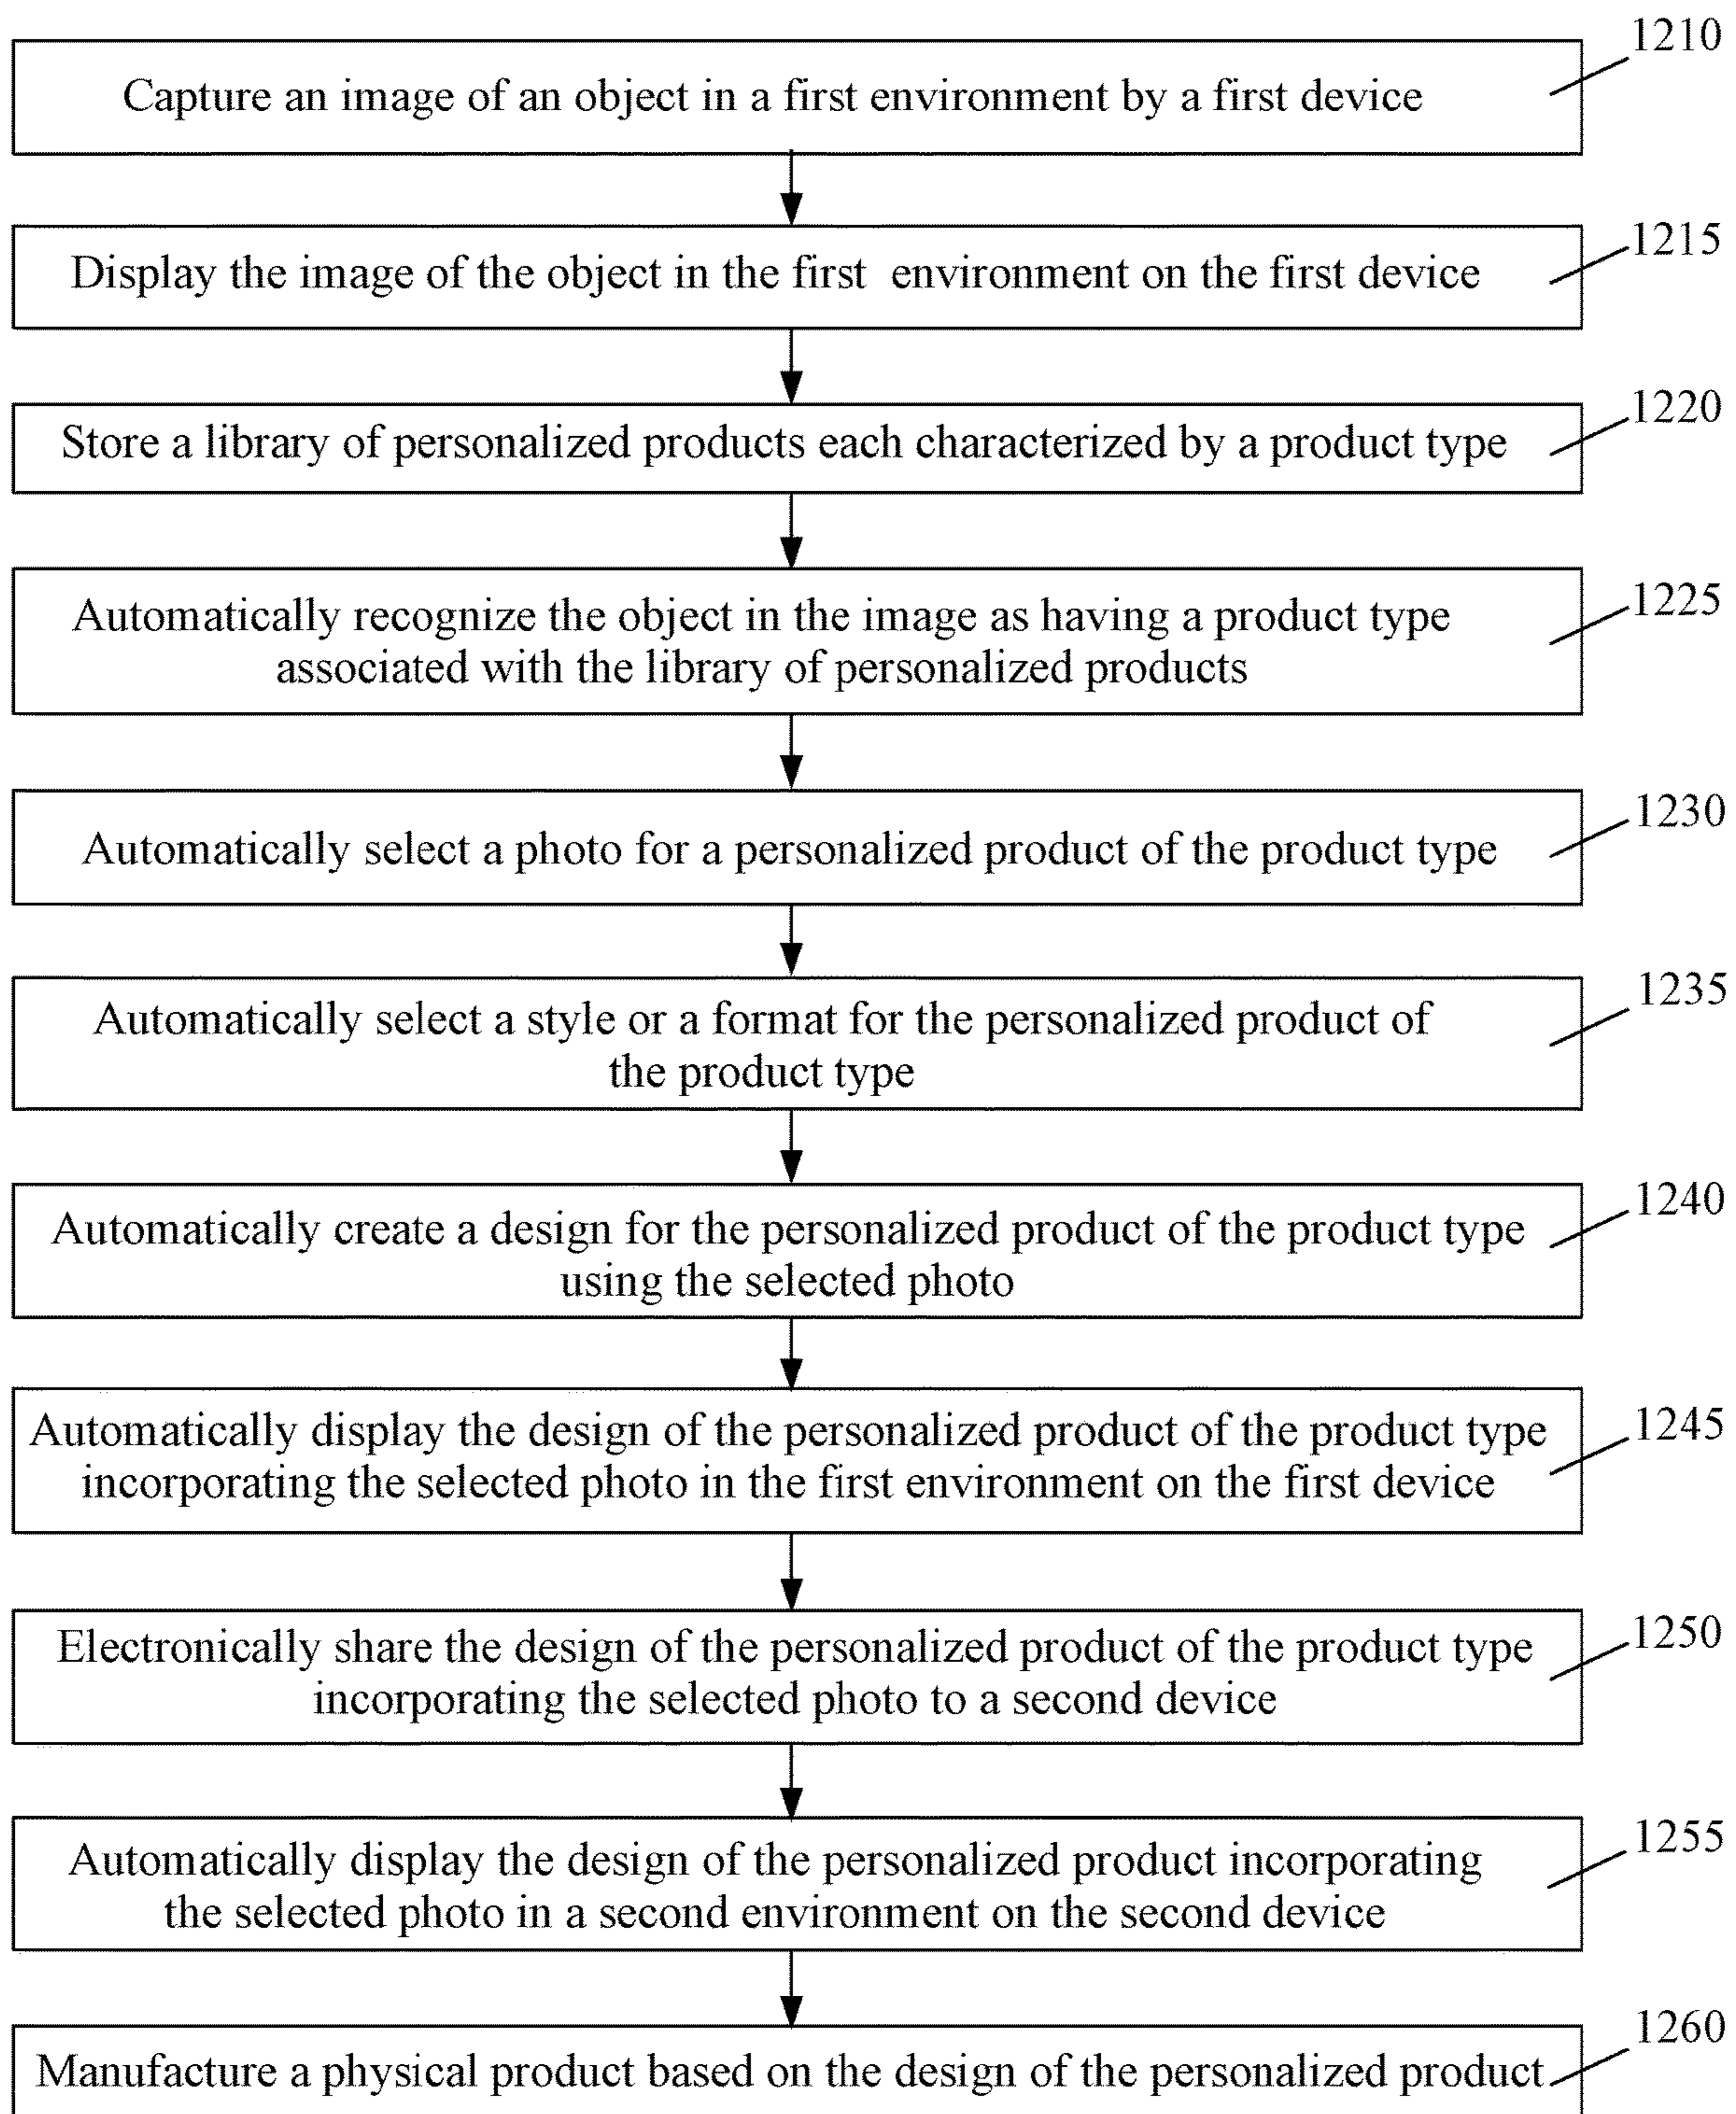 1210
Capture an image of an object in a first environment by a first device
1215
Display the image of the object in the first environment on the first device
1220
Store a library of personalized products each characterized by a product type
1225
Automatically recognize the object in the image as having a product type
associated with the library of personalized products
1230
Automatically select a photo for a personalized product of the product type
1235
Automatically select a style or a format for the personalized product of
the product type
1240
Automatically create a design for the personalized product of the product type
using the selected photo
1245
Automatically display the design of the personalized product of the product type
incorporating the selected photo in the first environment on the first device
1250
Electronically share the design of the personalized product of the product type
incorporating the selected photo to a second device
1255
Automatically display the design of the personalized product incorporating
the selected photo in a second environment on the second device
1260
Manufacture a physical product based on the design of the personalized product